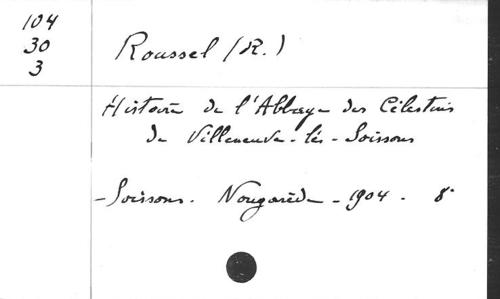 104
30
3
Roussel (R.)
Histoire de l'Abbaye des Célestins
de Villeneuve-lès-Soissons
- Soissons. Nougarède - 1904 - 8°